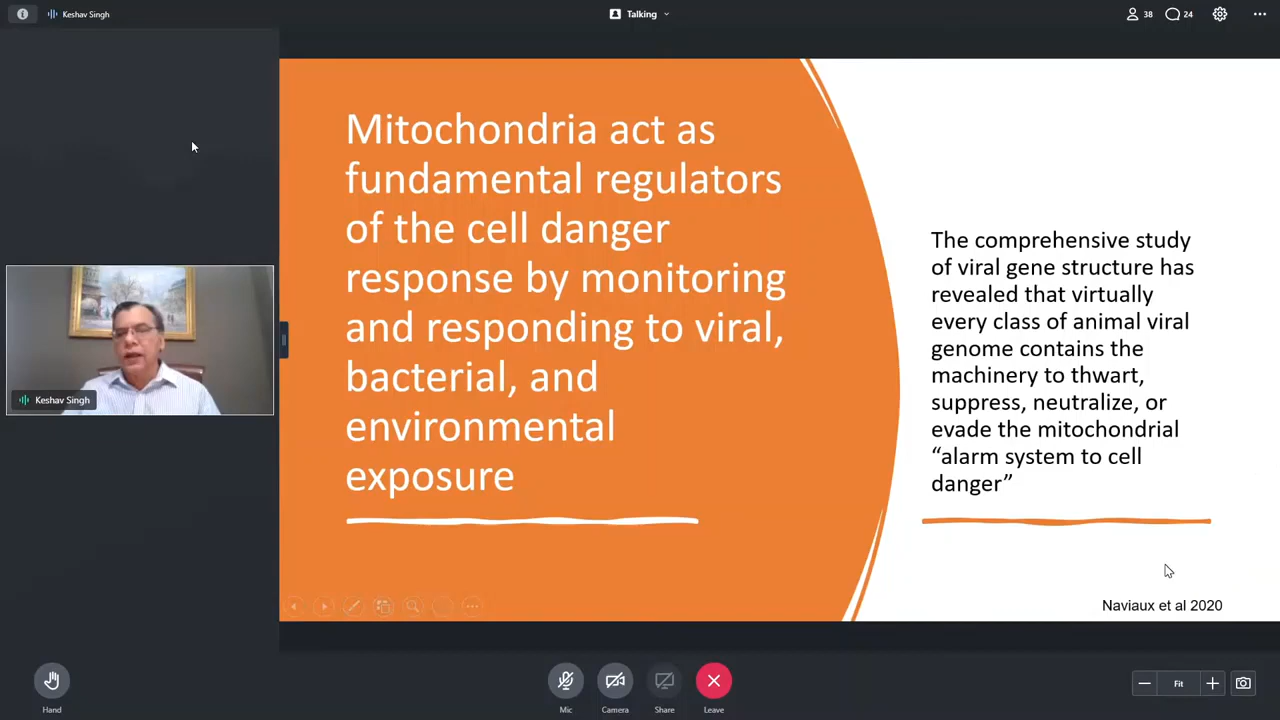 Keshav Singh
Talking
38
24
Mitochondria act as
fundamental regulators
of the cell danger
response by monitoring
and responding to viral,
bacterial, and
environmental
exposure
The comprehensive study
of viral gene structure has
revealed that virtually
every class of animal viral
genome contains the
machinery to thwart,
suppress, neutralize, or
evade the mitochondrial
“alarm system to cell
danger”
Naviaux et al 2020
Keshav Singh
Hand
Mic
Camera
Share
Leave
Fit